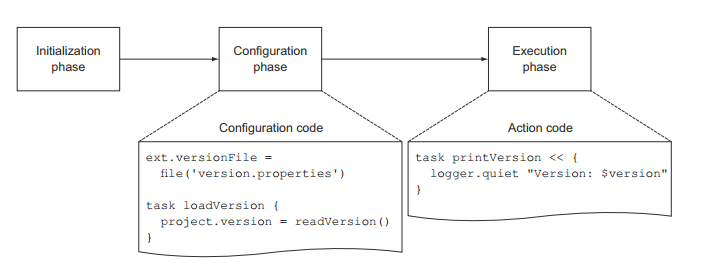 Initialization
phase
Configuration
phase
Execution
phase
Configuration code
ext.versionFile =
file('version.properties')
task loadVersion {
project.version = readVersion()
}
Action code
task printVersion << {
logger.quiet "Version: $version"
}